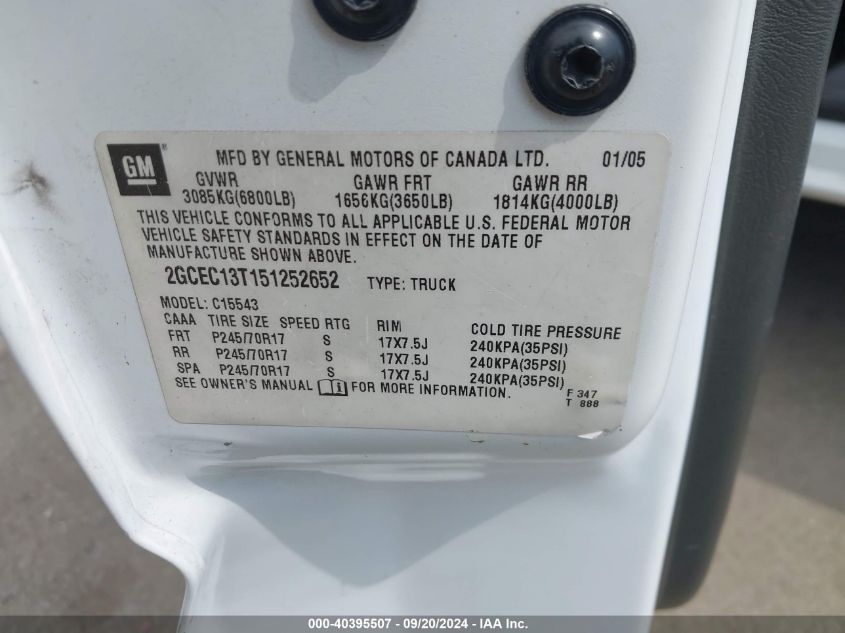 GM ® MFD BY GENERAL MOTORS OF CANADA LTD. 01/05
GVWR GAWR FRT GAWR RR
3085KG(6800LB) 1656KG(3650LB) 1814KG(4000LB)
THIS VEHICLE CONFORMS TO ALL APPLICABLE U.S. FEDERAL MOTOR
VEHICLE SAFETY STANDARDS IN EFFECT ON THE DATE OF
MANUFACTURE SHOWN ABOVE.
2GCEC13T151252652 TYPE: TRUCK
MODEL: C15543
CAAA TIRE SIZE SPEED RTG RIM COLD TIRE PRESSURE
FRT P245/70R17 S 17X7.5J 240KPA(35PSI)
RR P245/70R17 S 17X7.5J 240KPA(35PSI)
SPA P245/70R17 S 17X7.5J 240KPA(35PSI)
SEE OWNER'S MANUAL FOR MORE INFORMATION.
F 347
T 888
000-40395507 - 09/20/2024 - IAA Inc.